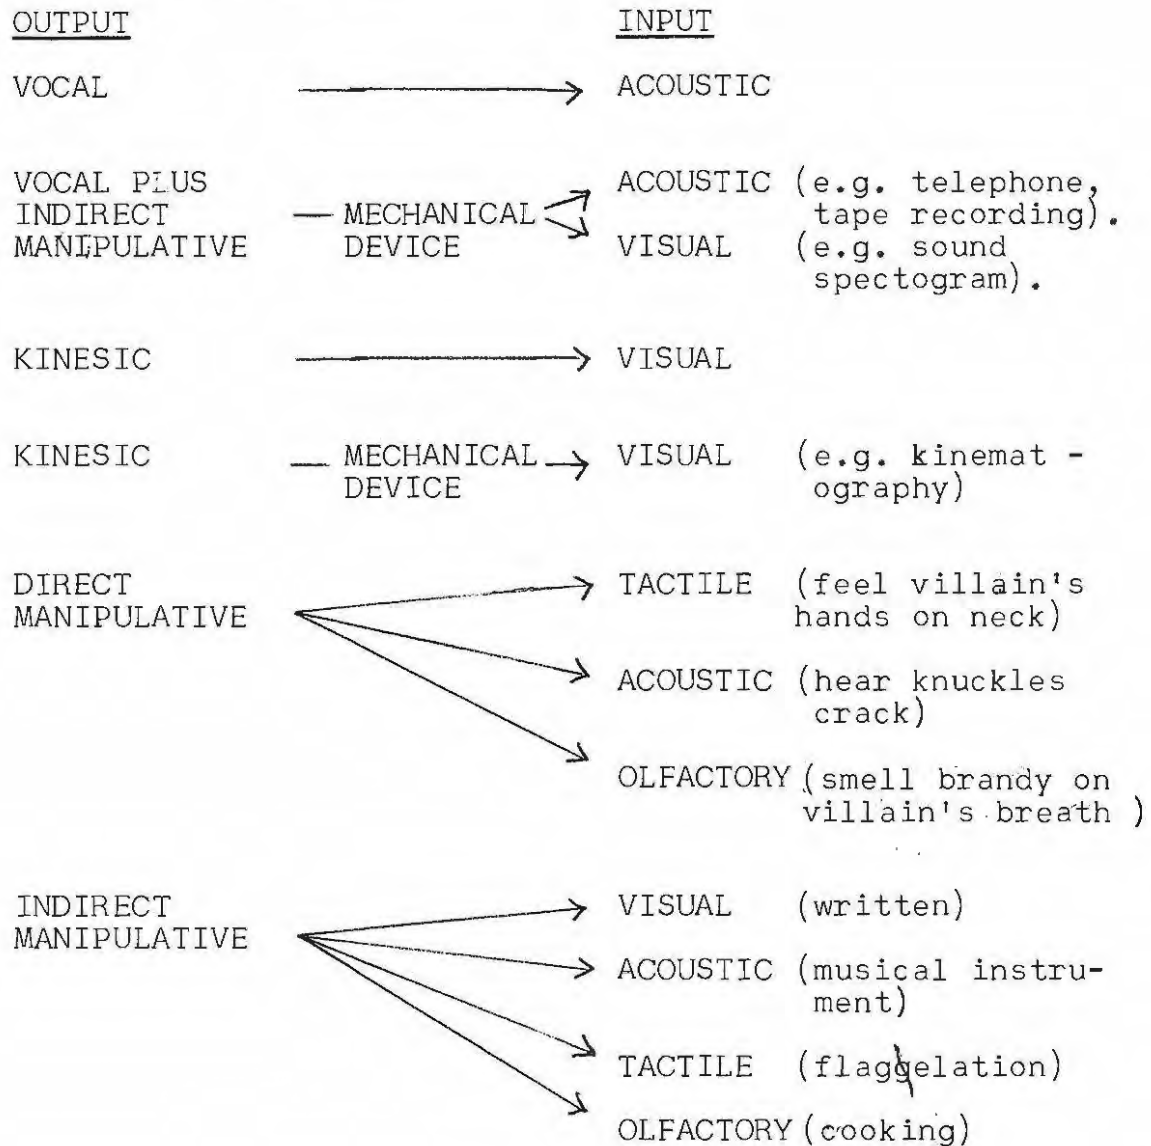 OUTPUT INPUT
VOCAL ACOUSTIC
VOCAL PLUS ACOUSTIC (e.g. telephone,
INDIRECT — MECHANICAL tape recording).
MANIPULATIVE DEVICE VISUAL (e.g. sound
spectogram).
KINESIC VISUAL
KINESIC — MECHANICAL VISUAL (e.g. kinemat -
DEVICE ography)
DIRECT TACTILE (feel villain's
MANIPULATIVE hands on neck)
ACOUSTIC (hear knuckles
crack)
OLFACTORY (smell brandy on
villain's breath )
INDIRECT VISUAL (written)
MANIPULATIVE
ACOUSTIC (musical instru-
ment)
TACTILE (flaggelation)
OLFACTORY (cooking)